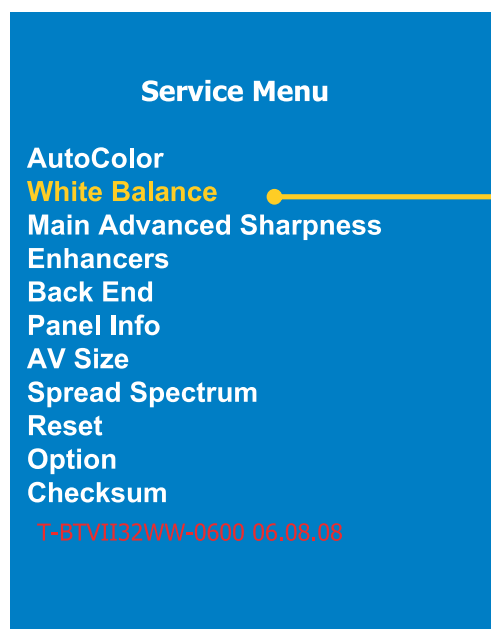 Service Menu
AutoColor
White Balance
Main Advanced Sharpness
Enhancers
Back End
Panel Info
AV Size
Spread Spectrum
Reset
Option
Checksum
T-BTVII32WW-0600 06.08.08